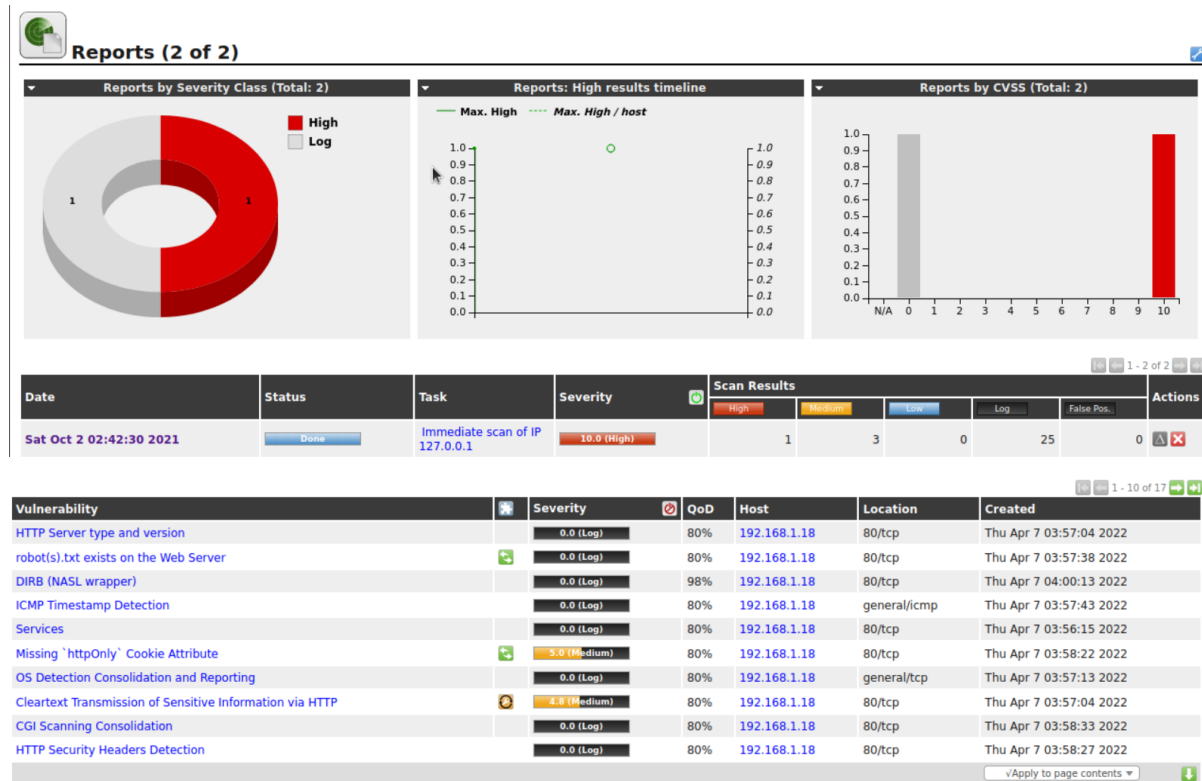 Reports (2 of 2)
Reports by Severity Class (Total: 2)
High
Log
1
1
Reports: High results timeline
Max. High Max. High / host
1.0 1.0
0.9 0.9
0.8 0.8
0.7 0.7
0.6 0.6
0.5 0.5
0.4 0.4
0.3 0.3
0.2 0.2
0.1 0.1
0.0 0.0
Reports by CVSS (Total: 2)
1.0
0.9
0.8
0.7
0.6
0.5
0.4
0.3
0.2
0.1
0.0
N/A 0 1 2 3 4 5 6 7 8 9 10
1 - 2 of 2
Date Status Task Severity Scan Results Actions
High Medium Low Log False Pos.
Sat Oct 2 02:42:30 2021 Done Immediate scan of IP 127.0.0.1 10.0 (High) 1 3 0 25 0
1 - 10 of 17
Vulnerability Severity QoD Host Location Created
HTTP Server type and version 0.0 (Log) 80% 192.168.1.18 80/tcp Thu Apr 7 03:57:04 2022
robot(s).txt exists on the Web Server 0.0 (Log) 80% 192.168.1.18 80/tcp Thu Apr 7 03:57:38 2022
DIRB (NASL wrapper) 0.0 (Log) 98% 192.168.1.18 80/tcp Thu Apr 7 04:00:13 2022
ICMP Timestamp Detection 0.0 (Log) 80% 192.168.1.18 general/icmp Thu Apr 7 03:57:43 2022
Services 0.0 (Log) 80% 192.168.1.18 80/tcp Thu Apr 7 03:56:15 2022
Missing `httpOnly` Cookie Attribute 5.0 (Medium) 80% 192.168.1.18 80/tcp Thu Apr 7 03:58:22 2022
OS Detection Consolidation and Reporting 0.0 (Log) 80% 192.168.1.18 general/tcp Thu Apr 7 03:57:13 2022
Cleartext Transmission of Sensitive Information via HTTP 4.8 (Medium) 80% 192.168.1.18 80/tcp Thu Apr 7 03:57:04 2022
CGI Scanning Consolidation 0.0 (Log) 80% 192.168.1.18 80/tcp Thu Apr 7 03:58:33 2022
HTTP Security Headers Detection 0.0 (Log) 80% 192.168.1.18 80/tcp Thu Apr 7 03:58:27 2022
√Apply to page contents